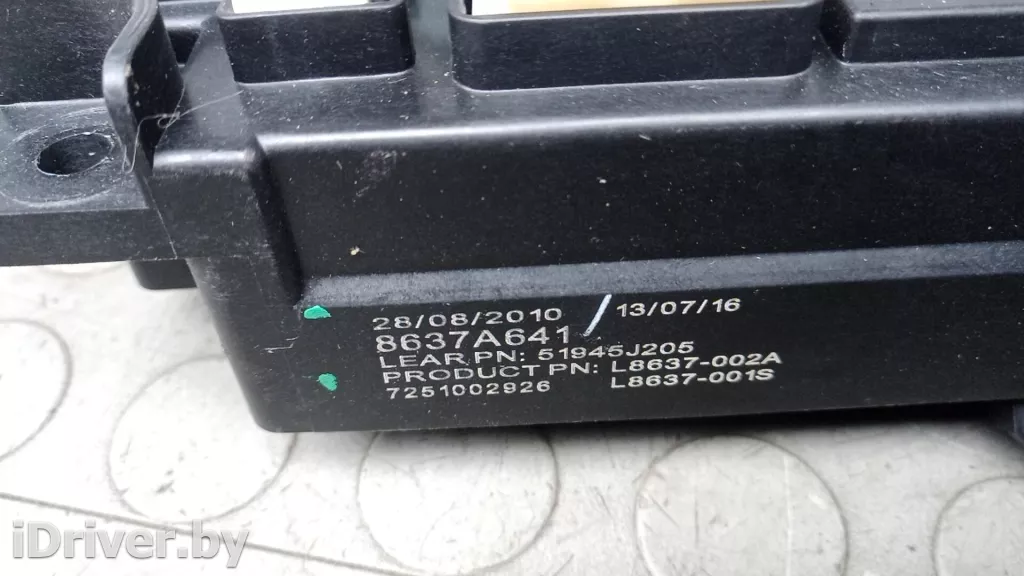 28/08/2010 / 13/07/16
8637A641
LEAR PN: 51945J205
PRODUCT PN: L8637-002A
7251002926 L8637-001S
iDriver.by